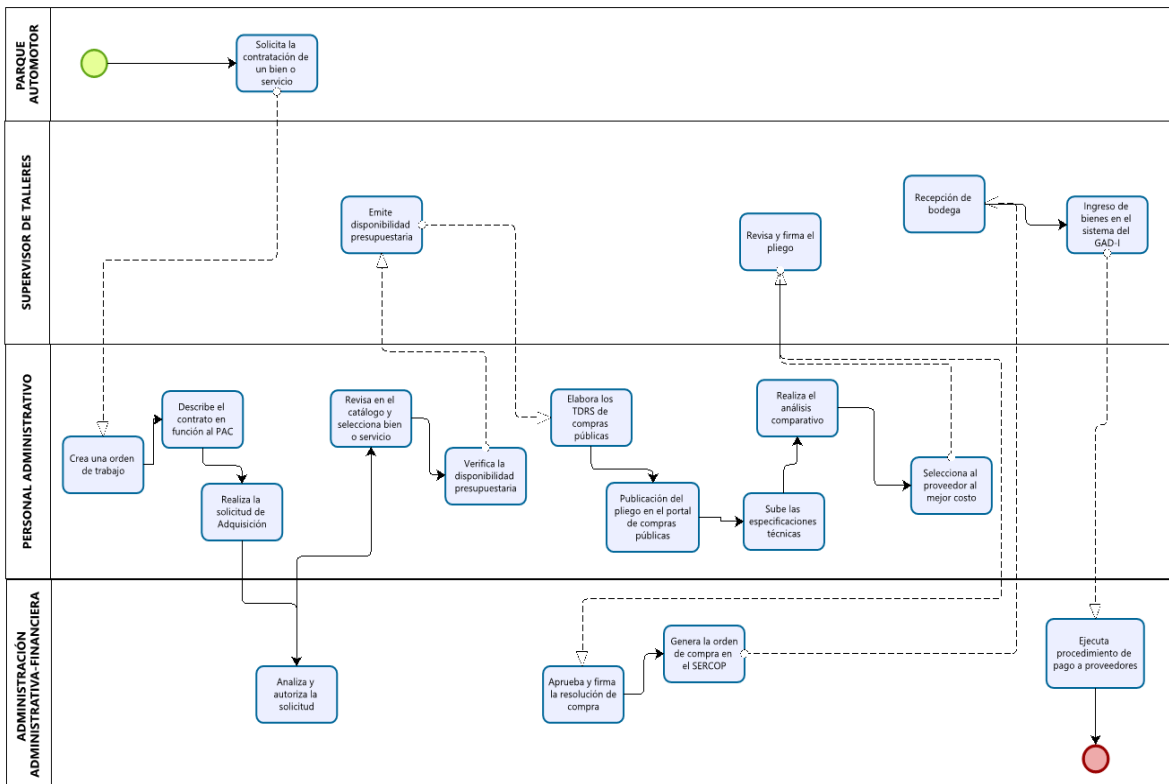 PARQUE
AUTOMOTOR
Solicita la
contratación de
un bien o
servicio
SUPERVISOR DE TALLERES
Emite
disponibilidad
presupuestaria
Revisa y firma el
pliego
Recepción de
bodega
Ingreso de
bienes en el
sistema del
GAD-I
PERSONAL ADMINISTRATIVO
Crea una orden
de trabajo
Describe el
contrato en
función al PAC
Realiza la
solicitud de
Adquisición
Revisa en el
catálogo y
selecciona bien
o servicio
Verifica la
disponibilidad
presupuestaria
Elabora los
TDRS de
compras
públicas
Publicación del
pliego en el portal
de compras
públicas
Sube las
especificaciones
técnicas
Realiza el
análisis
comparativo
Selecciona al
proveedor al
mejor costo
ADMINISTRACIÓN
ADMINISTRATIVA-FINANCIERA
Analiza y
autoriza la
solicitud
Aprueba y firma
la resolución de
compra
Genera la orden
de compra en
el SERCOP
Ejecuta
procedimiento de
pago a proveedores